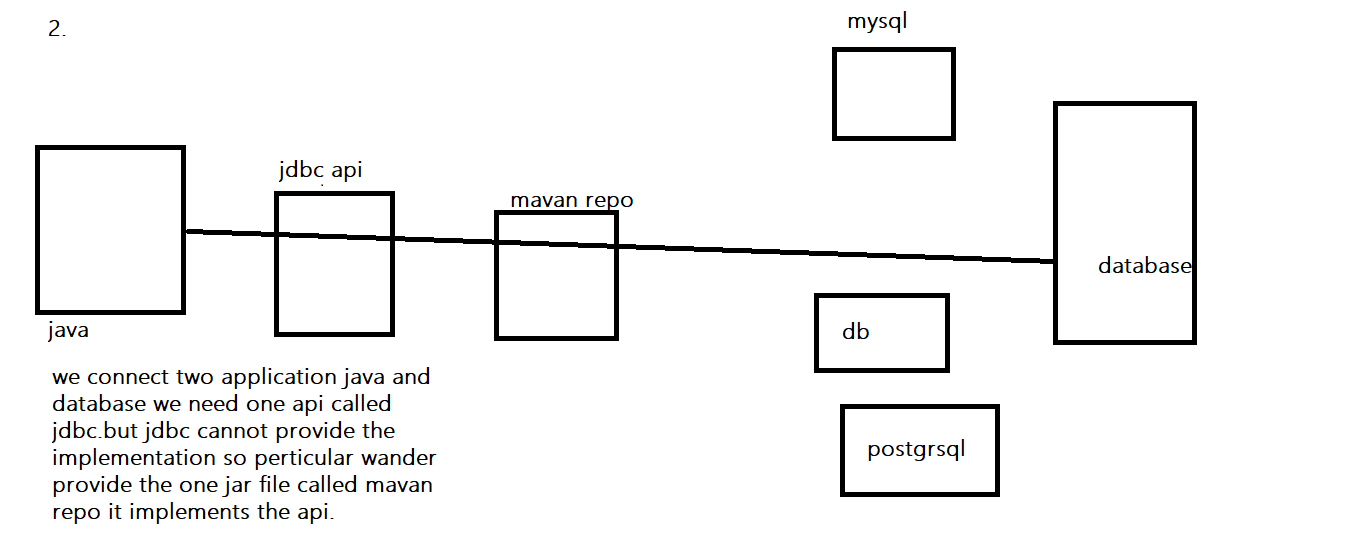 2.
mysql
jdbc api
mavan repo
database
java
db
we connect two application java and
database we need one api called
jdbc.but jdbc cannot provide the
implementation so perticular wander
provide the one jar file called mavan
repo it implements the api.
postgrsql